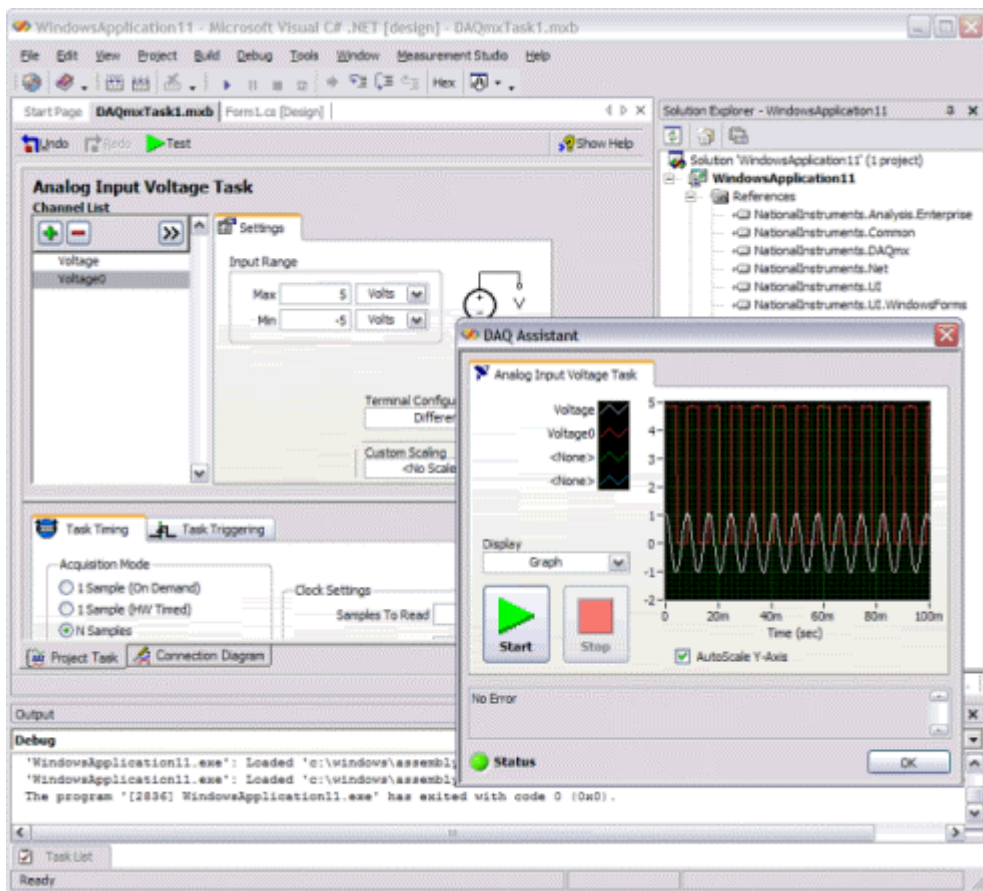 WindowsApplication11 - Microsoft Visual C# .NET [design] - DAQmxTask1.mxb
File Edit View Project Build Debug Tools Window Measurement Studio Help
Hex
Start Page DAQmxTask1.mxb Form1.cs [Design]
Undo Redo Test Show Help
Analog Input Voltage Task
Channel List
Voltage
Voltage0
Settings
Input Range
Max 5 Volts
Min -5 Volts
V
Terminal Configu
Differen
Custom Scaling
<No Scale
Task Timing Task Triggering
Acquisition Mode
1 Sample (On Demand)
1 Sample (HW Timed)
N Samples
Clock Settings
Samples To Read
Project Task Connection Diagram
Solution Explorer - WindowsApplication11
Solution 'WindowsApplication11' (1 project)
WindowsApplication11
References
NationalInstruments.Analysis.Enterprise
NationalInstruments.Common
NationalInstruments.DAQmx
NationalInstruments.Net
NationalInstruments.UI
NationalInstruments.UI.WindowsForms
DAQ Assistant
Analog Input Voltage Task
Voltage
Voltage0
<None>
<None>
Display
Graph
Start
Stop
5
4
3
2
1
0
-1
-2
0 20m 40m 60m 80m 100m
Time (sec)
AutoScale Y-Axis
No Error
Status
OK
Output
Debug
'WindowsApplication11.exe': Loaded 'c:\windows\assembly
'WindowsApplication11.exe': Loaded 'c:\windows\assembly
The program '[2836] WindowsApplication11.exe' has exited with code 0 (0x0).
Task List
Ready